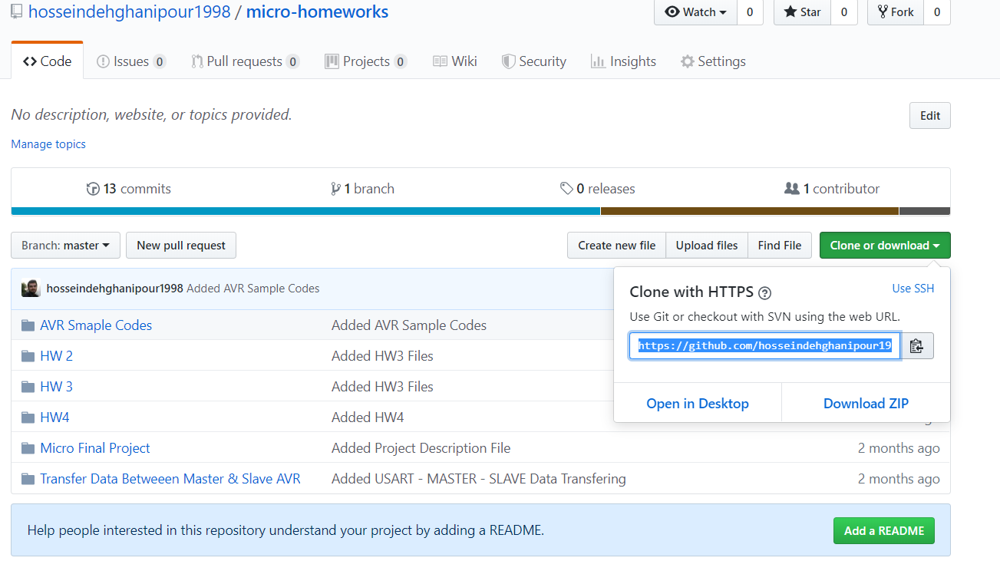 hosseindehghanipour1998 / micro-homeworks
Watch 0 Star 0 Fork 0
Code Issues 0 Pull requests 0 Projects 0 Wiki Security Insights Settings
No description, website, or topics provided.
Edit
Manage topics
13 commits 1 branch 0 releases 1 contributor
Branch: master New pull request Create new file Upload files Find File Clone or download
hosseindehghanipour1998 Added AVR Sample Codes
Clone with HTTPS ? Use SSH
Use Git or checkout with SVN using the web URL.
https://github.com/hosseindehghanipour19
Open in Desktop Download ZIP
AVR Smaple Codes Added AVR Sample Codes
HW 2 Added HW3 Files
HW 3 Added HW3 Files
HW4 Added HW4
Micro Final Project Added Project Description File 2 months ago
Transfer Data Betweeen Master & Slave AVR Added USART - MASTER - SLAVE Data Transfering 2 months ago
Help people interested in this repository understand your project by adding a README.
Add a README